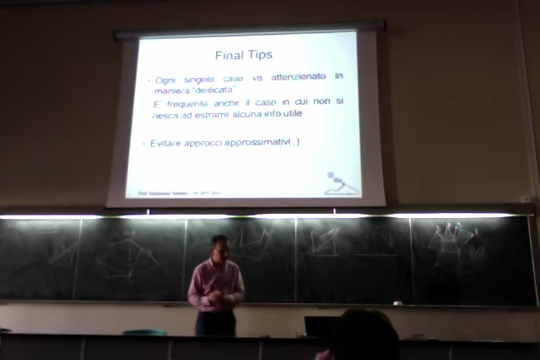 Final Tips
Ogni singolo caso va attenzionato in
maniera "dedicata"
E' frequente anche il caso in cui non si
riesca ad estrarre alcuna info utile
Evitare approcci approssimativi ;)
Prof.